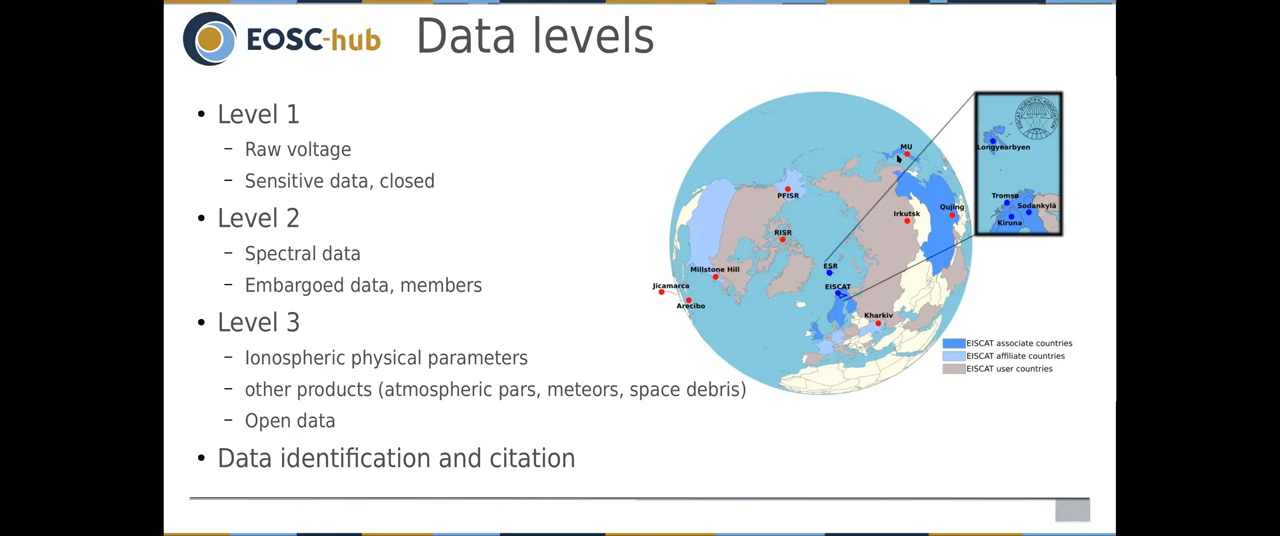 EOSC-hub
Data levels
• Level 1
– Raw voltage
– Sensitive data, closed
• Level 2
– Spectral data
– Embargoed data, members
• Level 3
– Ionospheric physical parameters
– other products (atmospheric pars, meteors, space debris)
– Open data
• Data identification and citation
MU
PFISR
Qujing
Irkutsk
RISR
ESR
Millstone Hill
Jicamarca
EISCAT
Arecibo
Kharkiv
EISCAT SCIENTIFIC ASSOCIATION
Longyearbyen
Tromsø
Sodankylä
Kiruna
EISCAT associate countries
EISCAT affiliate countries
EISCAT user countries